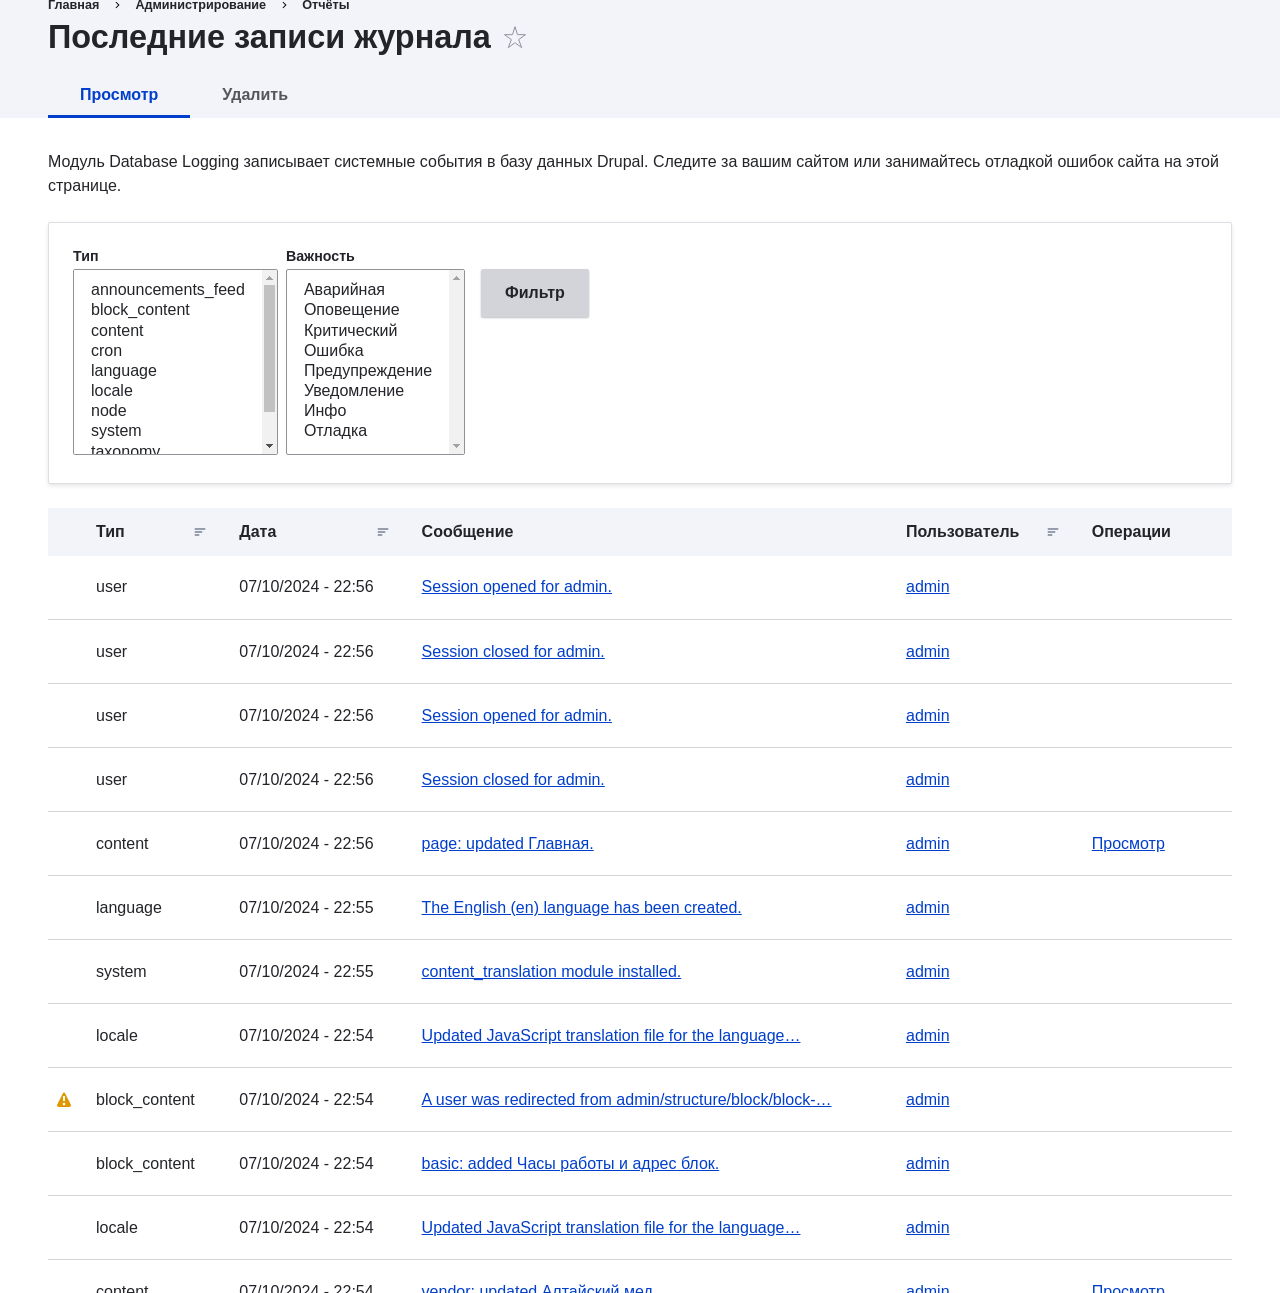 Главная › Администрирование › Отчёты
Последние записи журнала
Просмотр Удалить
Модуль Database Logging записывает системные события в базу данных Drupal. Следите за вашим сайтом или занимайтесь отладкой ошибок сайта на этой
странице.
Тип Важность
announcements_feed Аварийная Фильтр
block_content Оповещение
content Критический
cron Ошибка
language Предупреждение
locale Уведомление
node Инфо
system Отладка
taxonomy
Тип Дата Сообщение Пользователь Операции
user 07/10/2024 - 22:56 Session opened for admin. admin
user 07/10/2024 - 22:56 Session closed for admin. admin
user 07/10/2024 - 22:56 Session opened for admin. admin
user 07/10/2024 - 22:56 Session closed for admin. admin
content 07/10/2024 - 22:56 page: updated Главная. admin Просмотр
language 07/10/2024 - 22:55 The English (en) language has been created. admin
system 07/10/2024 - 22:55 content_translation module installed. admin
locale 07/10/2024 - 22:54 Updated JavaScript translation file for the language… admin
block_content 07/10/2024 - 22:54 A user was redirected from admin/structure/block/block-… admin
block_content 07/10/2024 - 22:54 basic: added Часы работы и адрес блок. admin
locale 07/10/2024 - 22:54 Updated JavaScript translation file for the language… admin
content 07/10/2024 - 22:54 vendor: updated Алтайский мед. admin Просмотр